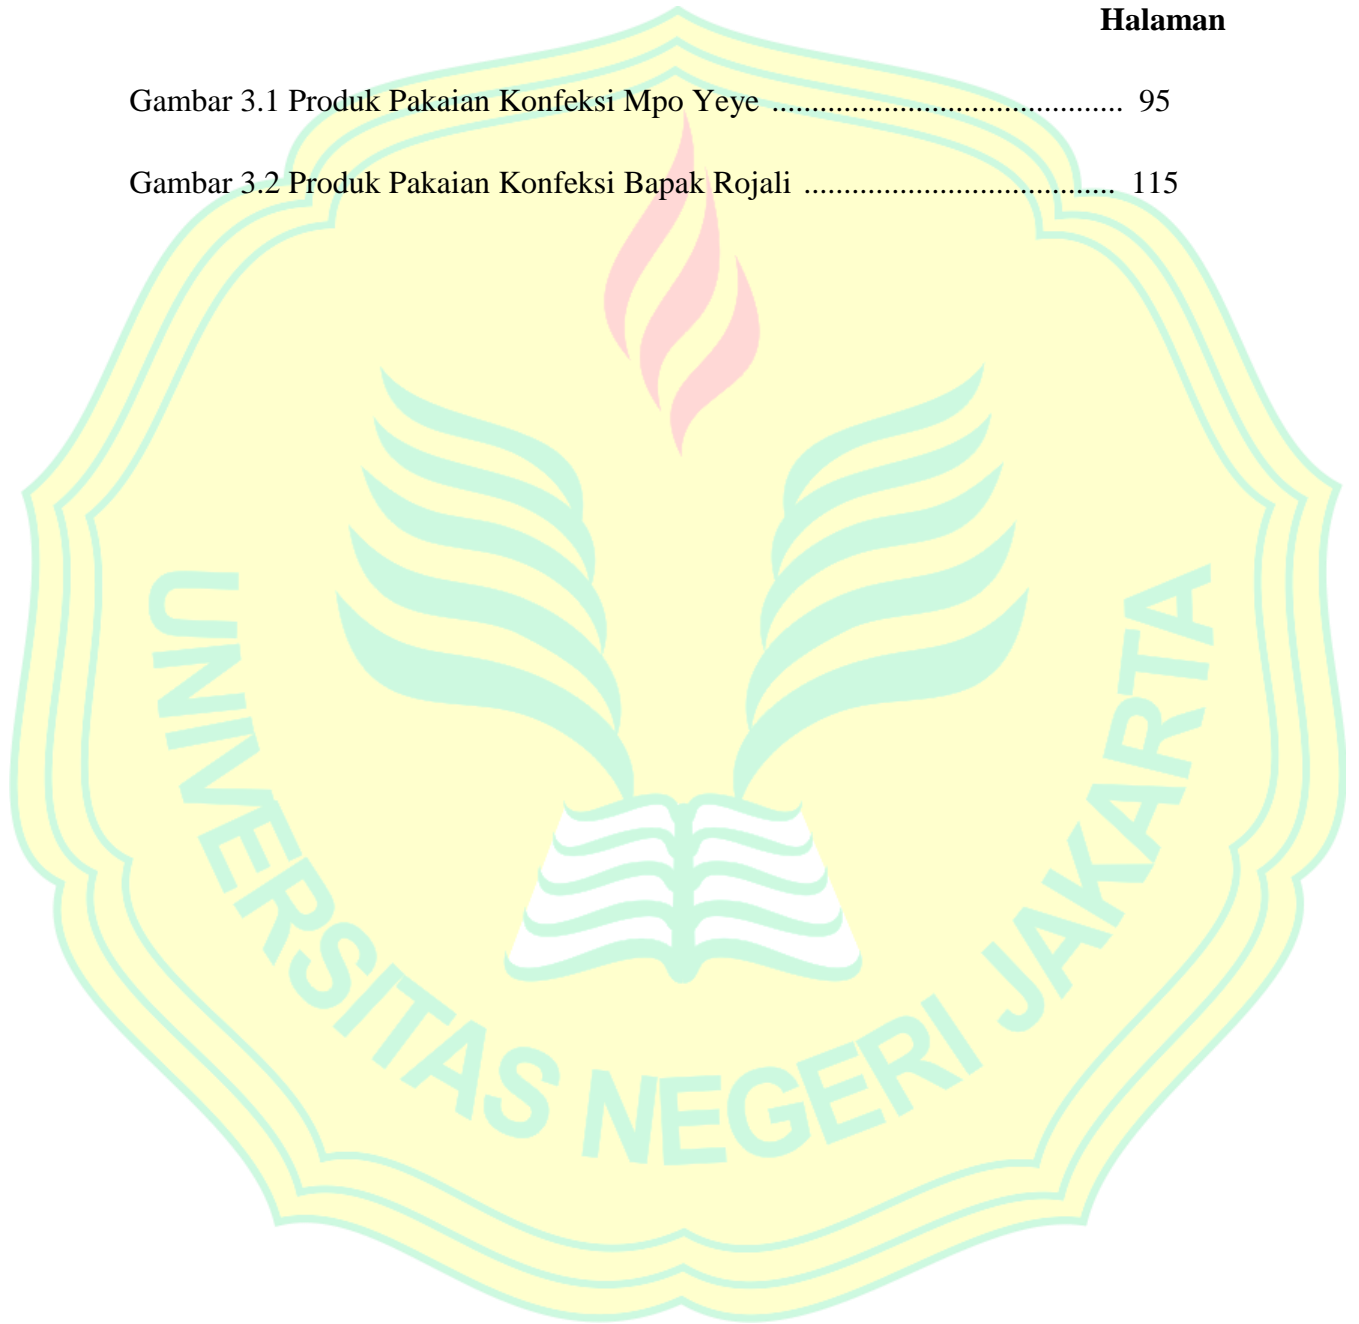 Halaman
Gambar 3.1 Produk Pakaian Konfeksi Mpo Yeye ............................................ 95
Gambar 3.2 Produk Pakaian Konfeksi Bapak Rojali ....................................... 115
UNIVERSITAS NEGERI JAKARTA